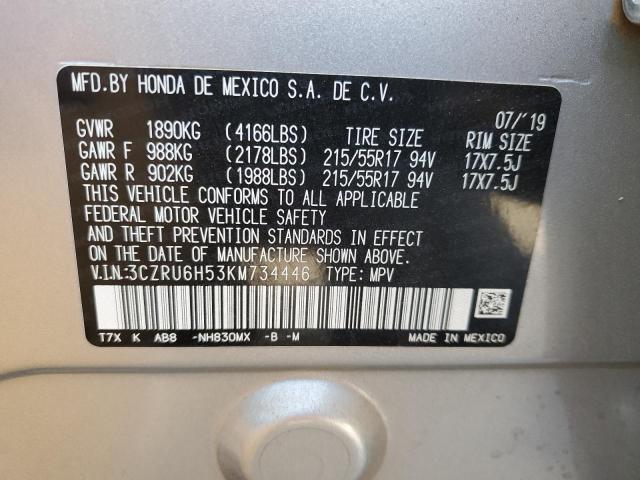 MFD.BY HONDA DE MEXICO S.A. DE C.V.
07/'19
GVWR 1890KG (4166LBS) TIRE SIZE RIM SIZE
GAWR F 988KG (2178LBS) 215/55R17 94V 17X7.5J
GAWR R 902KG (1988LBS) 215/55R17 94V 17X7.5J
THIS VEHICLE CONFORMS TO ALL APPLICABLE
FEDERAL MOTOR VEHICLE SAFETY
AND THEFT PREVENTION STANDARDS IN EFFECT
ON THE DATE OF MANUFACTURE SHOWN ABOVE.
V.I.N.:3CZRU6H53KM734446 TYPE: MPV
T7X K AB8 -NH830MX -B -M MADE IN MEXICO